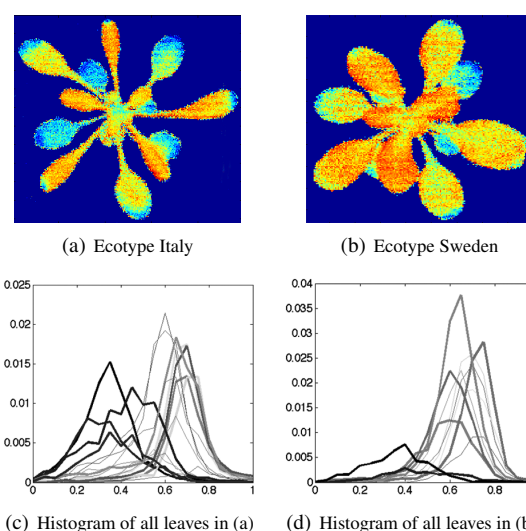 (a) Ecotype Italy
(b) Ecotype Sweden
0.025
0.02
0.015
0.01
0.005
0
0 0.2 0.4 0.6 0.8 1
0.04
0.035
0.03
0.025
0.02
0.015
0.01
0.005
0
0 0.2 0.4 0.6 0.8
(c) Histogram of all leaves in (a)
(d) Histogram of all leaves in (b